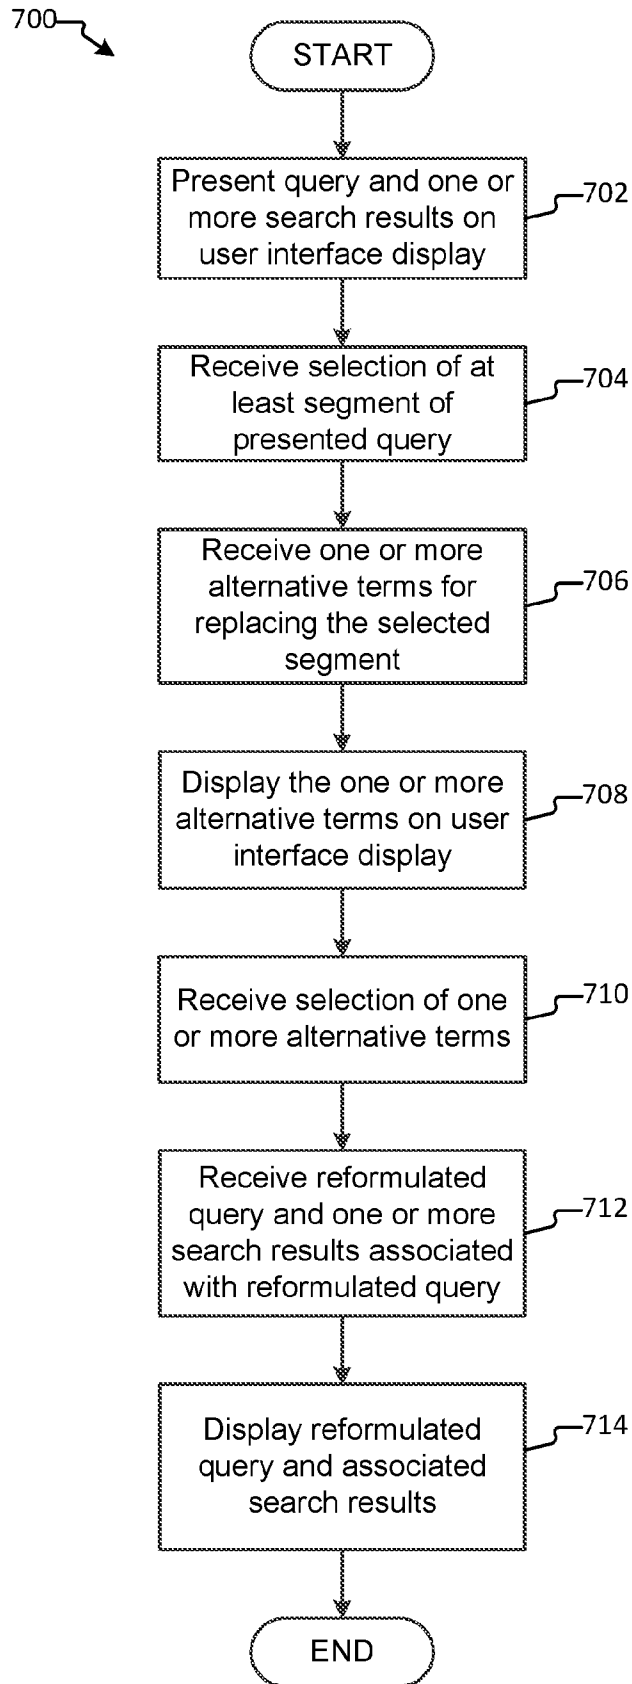 700
START
Present query and one or
more search results on
user interface display
702
Receive selection of at
least segment of
presented query
704
Receive one or more
alternative terms for
replacing the selected
segment
706
Display the one or more
alternative terms on user
interface display
708
Receive selection of one
or more alternative terms
710
Receive reformulated
query and one or more
search results associated
with reformulated query
712
Display reformulated
query and associated
search results
714
END